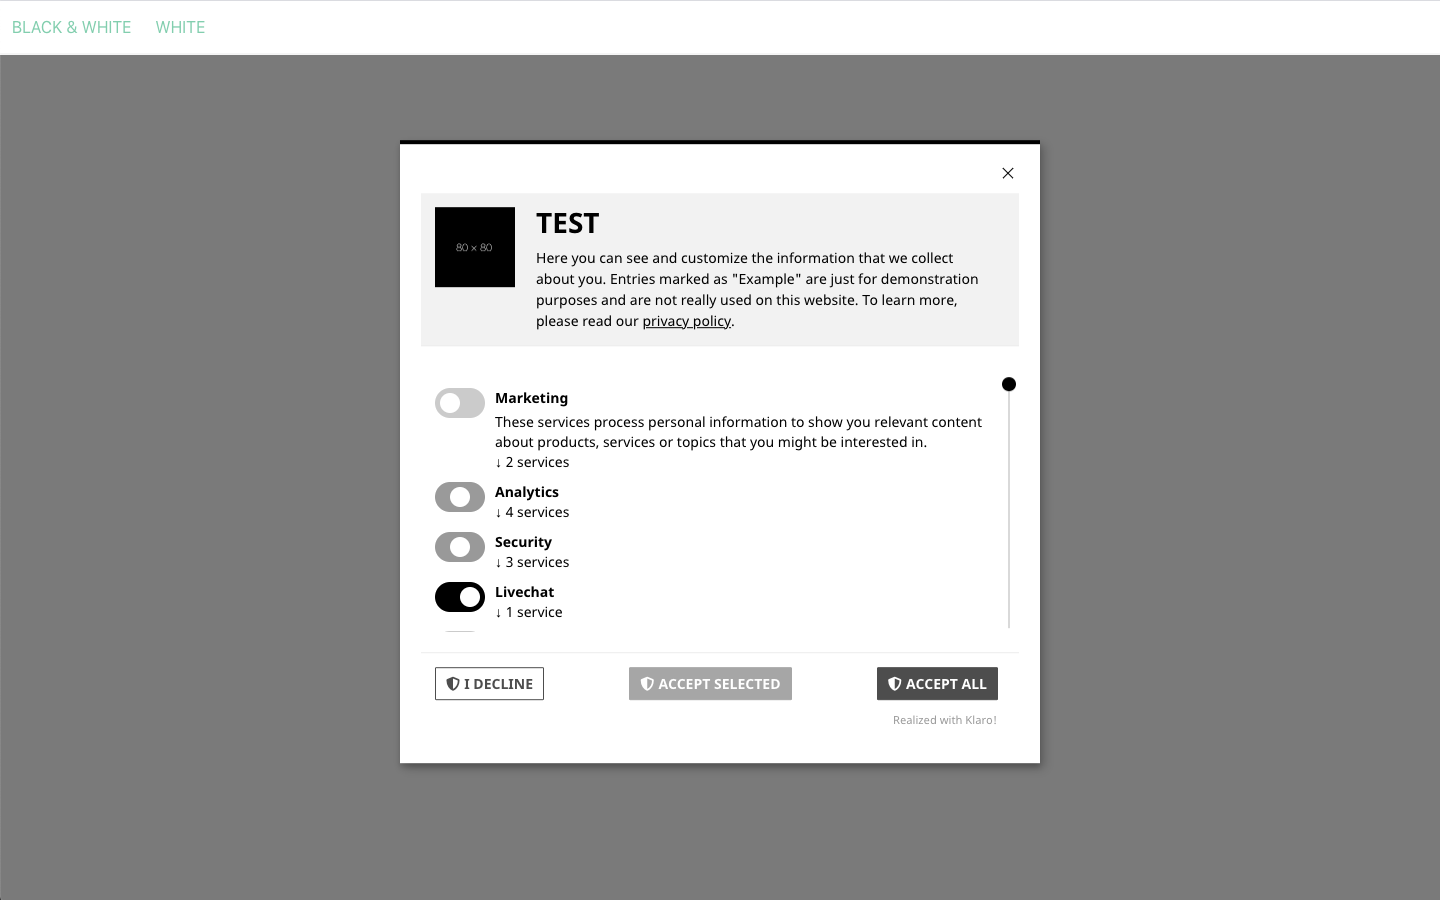 BLACK & WHITE WHITE
80 × 80
TEST
Here you can see and customize the information that we collect
about you. Entries marked as "Example" are just for demonstration
purposes and are not really used on this website. To learn more,
please read our privacy policy.
Marketing
These services process personal information to show you relevant content
about products, services or topics that you might be interested in.
↓ 2 services
Analytics
↓ 4 services
Security
↓ 3 services
Livechat
↓ 1 service
I DECLINE ACCEPT SELECTED ACCEPT ALL
Realized with Klaro!